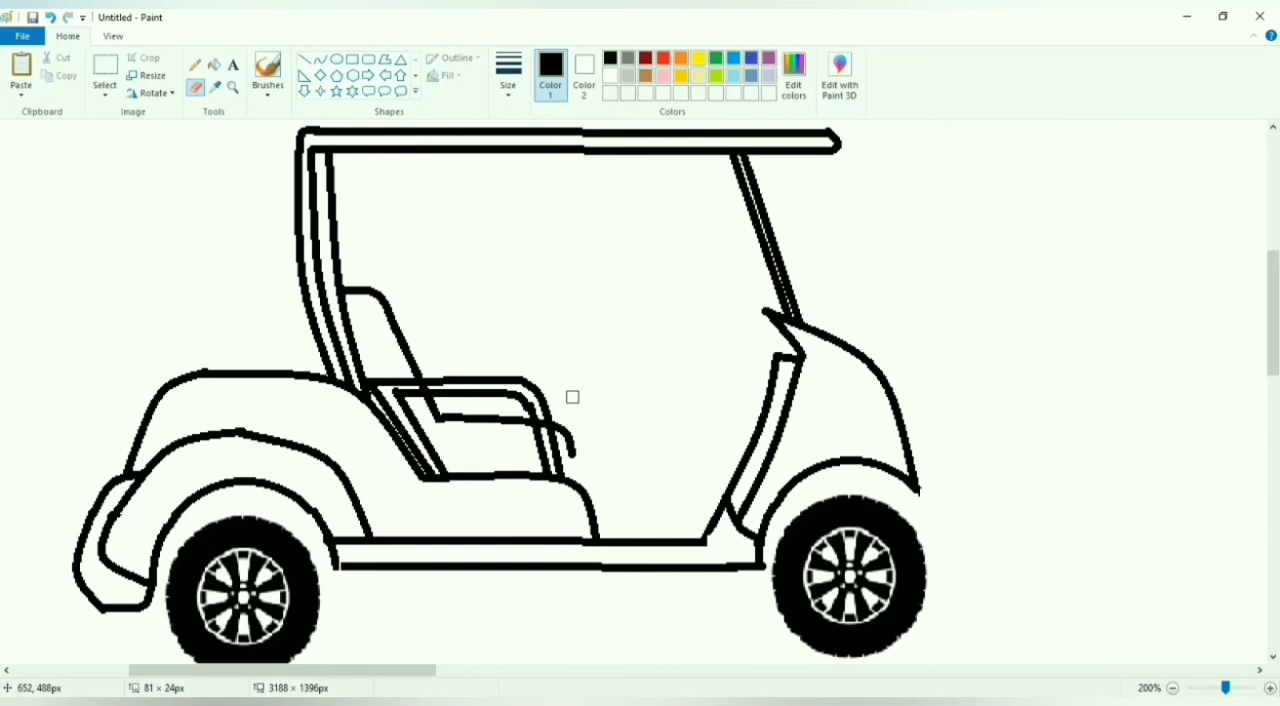 Untitled - Paint
File Home View
Paste
Cut
Copy
Clipboard
Select
Crop
Resize
Rotate
Image
A
Tools
Brushes
Outline
Fill
Shapes
Size
Color 1
Color 2
Edit colors
Colors
Edit with Paint 3D
652, 488px 81 × 24px 3188 × 1396px 200%